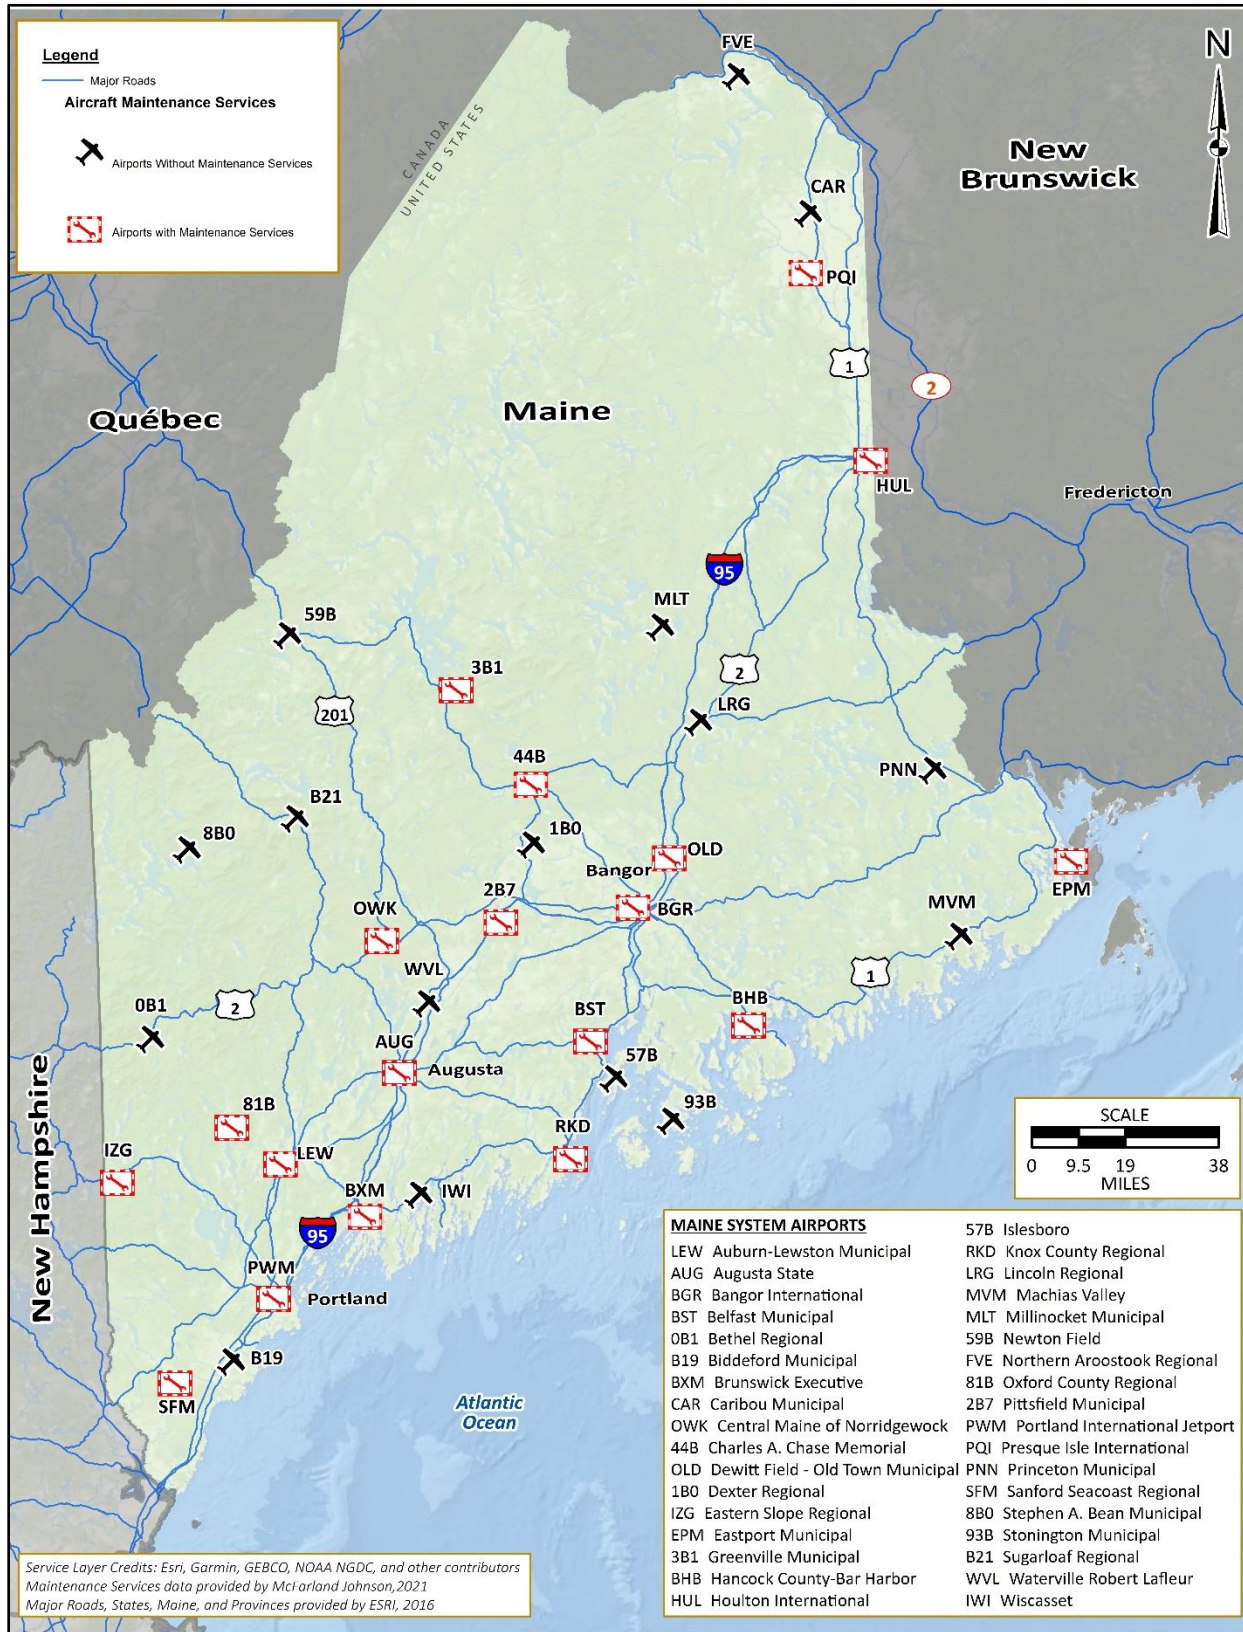 Legend
Major Roads
Aircraft Maintenance Services
Airports Without Maintenance Services
Airports with Maintenance Services
CANADA
UNITED STATES
N
FVE
New
Brunswick
CAR
PQI
1
2
Québec
Maine
HUL
Fredericton
95
MLT
59B
3B1
2
LRG
201
44B
PNN
B21
8B0
1B0
OLD
Bangor
EPM
2B7
OWK
BGR
MVM
WVL
1
2
0B1
BHB
BST
AUG
Augusta
57B
81B
93B
RKD
IZG
LEW
BXM
IWI
New Hampshire
95
PWM
Portland
B19
SFM
Atlantic
Ocean
SCALE
0 9.5 19 38
MILES
MAINE SYSTEM AIRPORTS
LEW Auburn-Lewston Municipal
AUG Augusta State
BGR Bangor International
BST Belfast Municipal
0B1 Bethel Regional
B19 Biddeford Municipal
BXM Brunswick Executive
CAR Caribou Municipal
OWK Central Maine of Norridgewock
44B Charles A. Chase Memorial
OLD Dewitt Field - Old Town Municipal
1B0 Dexter Regional
IZG Eastern Slope Regional
EPM Eastport Municipal
3B1 Greenville Municipal
BHB Hancock County-Bar Harbor
HUL Houlton International
57B Islesboro
RKD Knox County Regional
LRG Lincoln Regional
MVM Machias Valley
MLT Millinocket Municipal
59B Newton Field
FVE Northern Aroostook Regional
81B Oxford County Regional
2B7 Pittsfield Municipal
PWM Portland International Jetport
PQI Presque Isle International
PNN Princeton Municipal
SFM Sanford Seacoast Regional
8B0 Stephen A. Bean Municipal
93B Stonington Municipal
B21 Sugarloaf Regional
WVL Waterville Robert Lafleur
IWI Wiscasset
Service Layer Credits: Esri, Garmin, GEBCO, NOAA NGDC, and other contributors
Maintenance Services data provided by McFarland Johnson,2021
Major Roads, States, Maine, and Provinces provided by ESRI, 2016